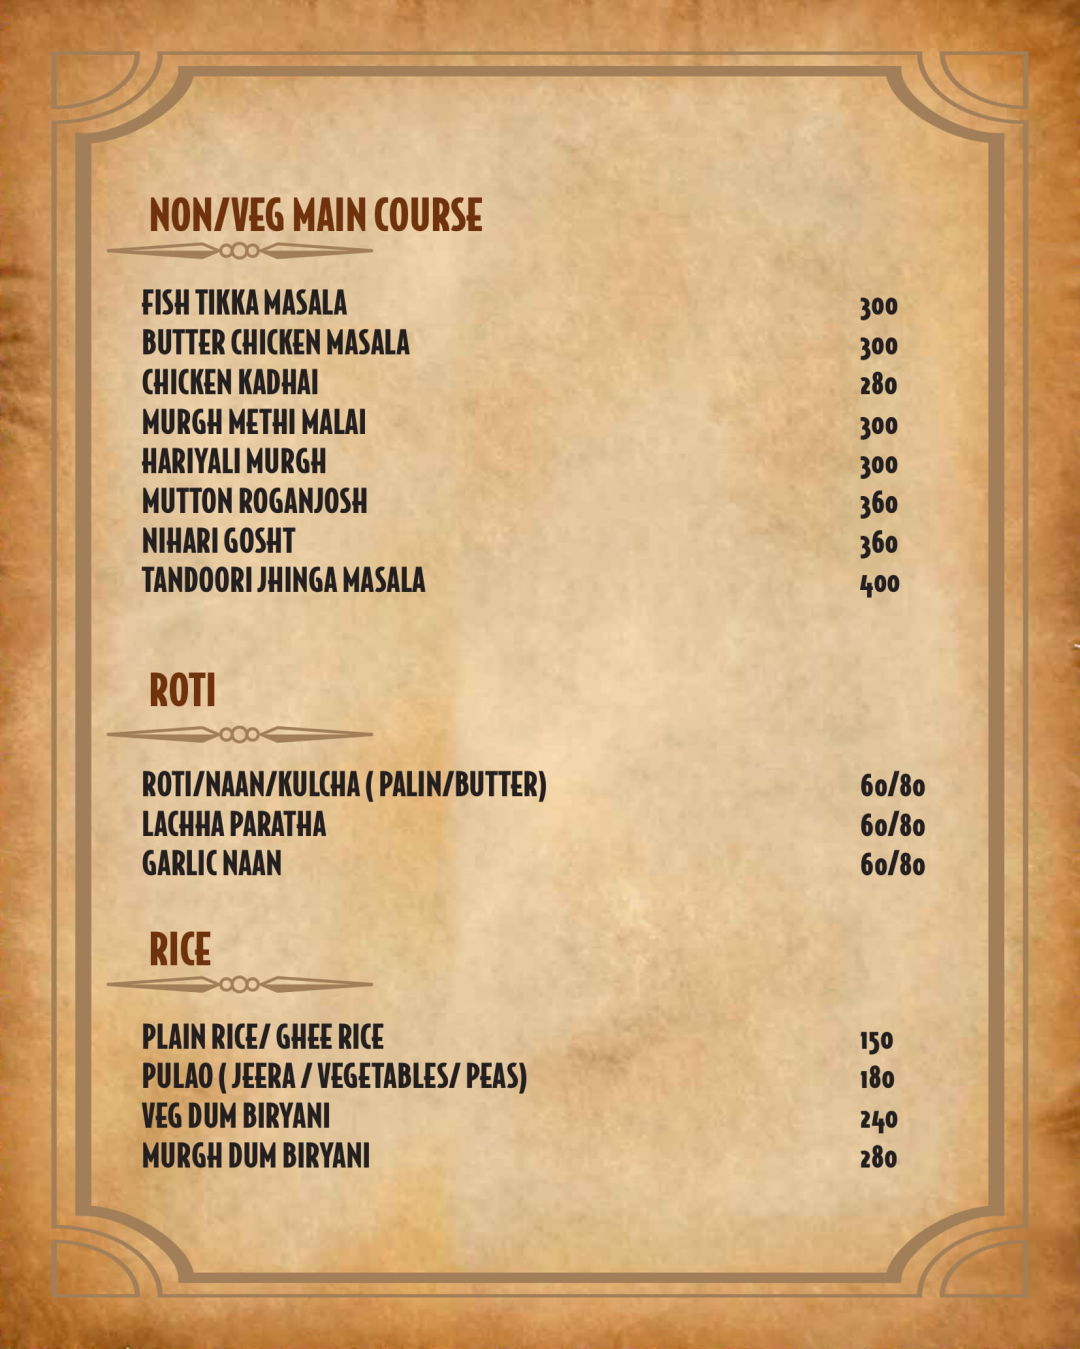 NON/VEG MAIN COURSE
FISH TIKKA MASALA 300
BUTTER CHICKEN MASALA 300
CHICKEN KADHAI 280
MURGH METHI MALAI 300
HARIYALI MURGH 300
MUTTON ROGANJOSH 360
NIHARI GOSHT 360
TANDOORI JHINGA MASALA 400
ROTI
ROTI/NAAN/KULCHA ( PALIN/BUTTER) 60/80
LACHHA PARATHA 60/80
GARLIC NAAN 60/80
RICE
PLAIN RICE/ GHEE RICE 150
PULAO ( JEERA / VEGETABLES/ PEAS) 180
VEG DUM BIRYANI 240
MURGH DUM BIRYANI 280